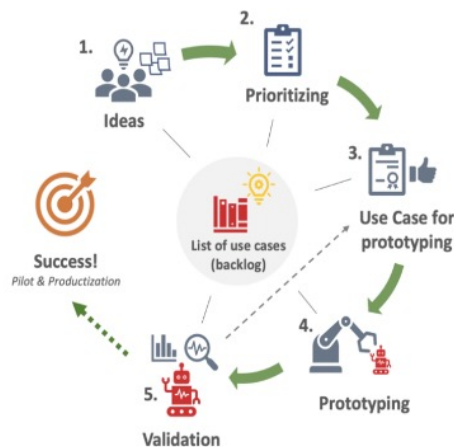 1.
Ideas
2.
Prioritizing
3.
Use Case for
prototyping
List of use cases
(backlog)
Success!
Pilot & Productization
4.
Prototyping
5.
Validation